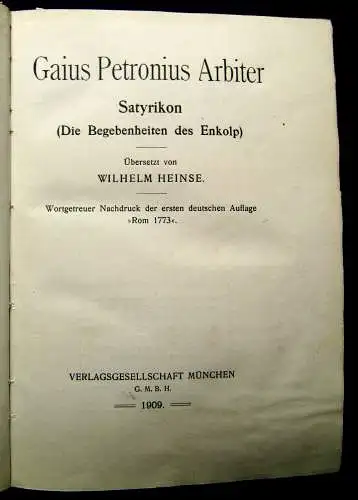 Gaius Petronius Arbiter
Satyrikon
(Die Begebenheiten des Enkolp)
Übersetzt von
WILHELM HEINSE.
Wortgetreuer Nachdruck der ersten deutschen Auflage
»Rom 1773«.
VERLAGSGESELLSCHAFT MÜNCHEN
G. M. B. H.
1909.